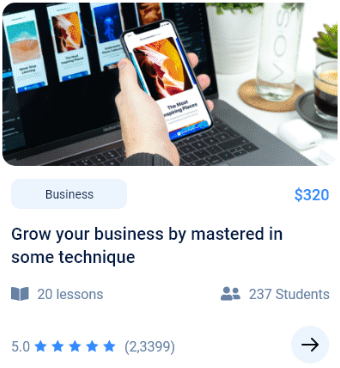 The Most
Inspiring Places
VOSS
Business
$320
Grow your business by mastered in
some technique
20 lessons
237 Students
5.0
(2,3399)